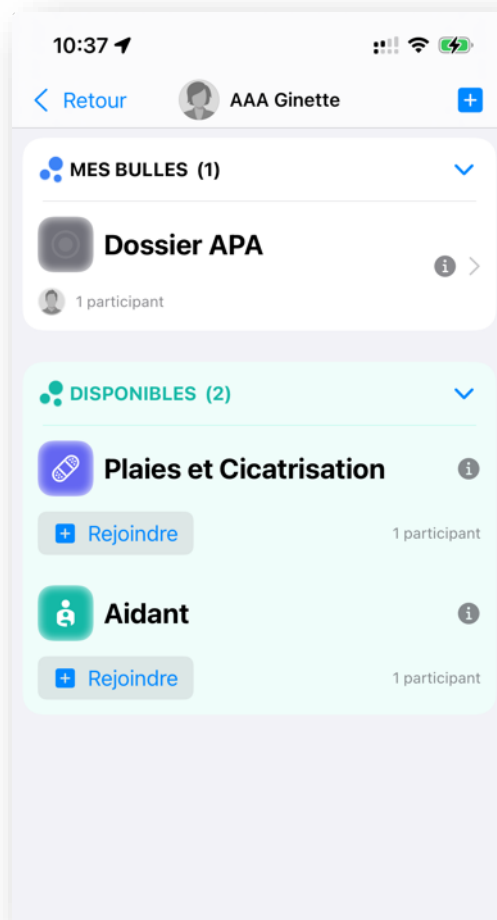 10:37
Retour
AAA Ginette
MES BULLES (1)
Dossier APA
1 participant
DISPONIBLES (2)
Plaies et Cicatrisation
Rejoindre
1 participant
Aidant
Rejoindre
1 participant